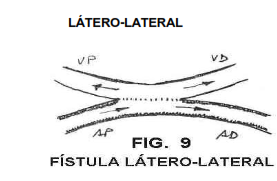 LÁTERO-LATERAL
VP VD
AP AD
FIG. 9
FÍSTULA LÁTERO-LATERAL